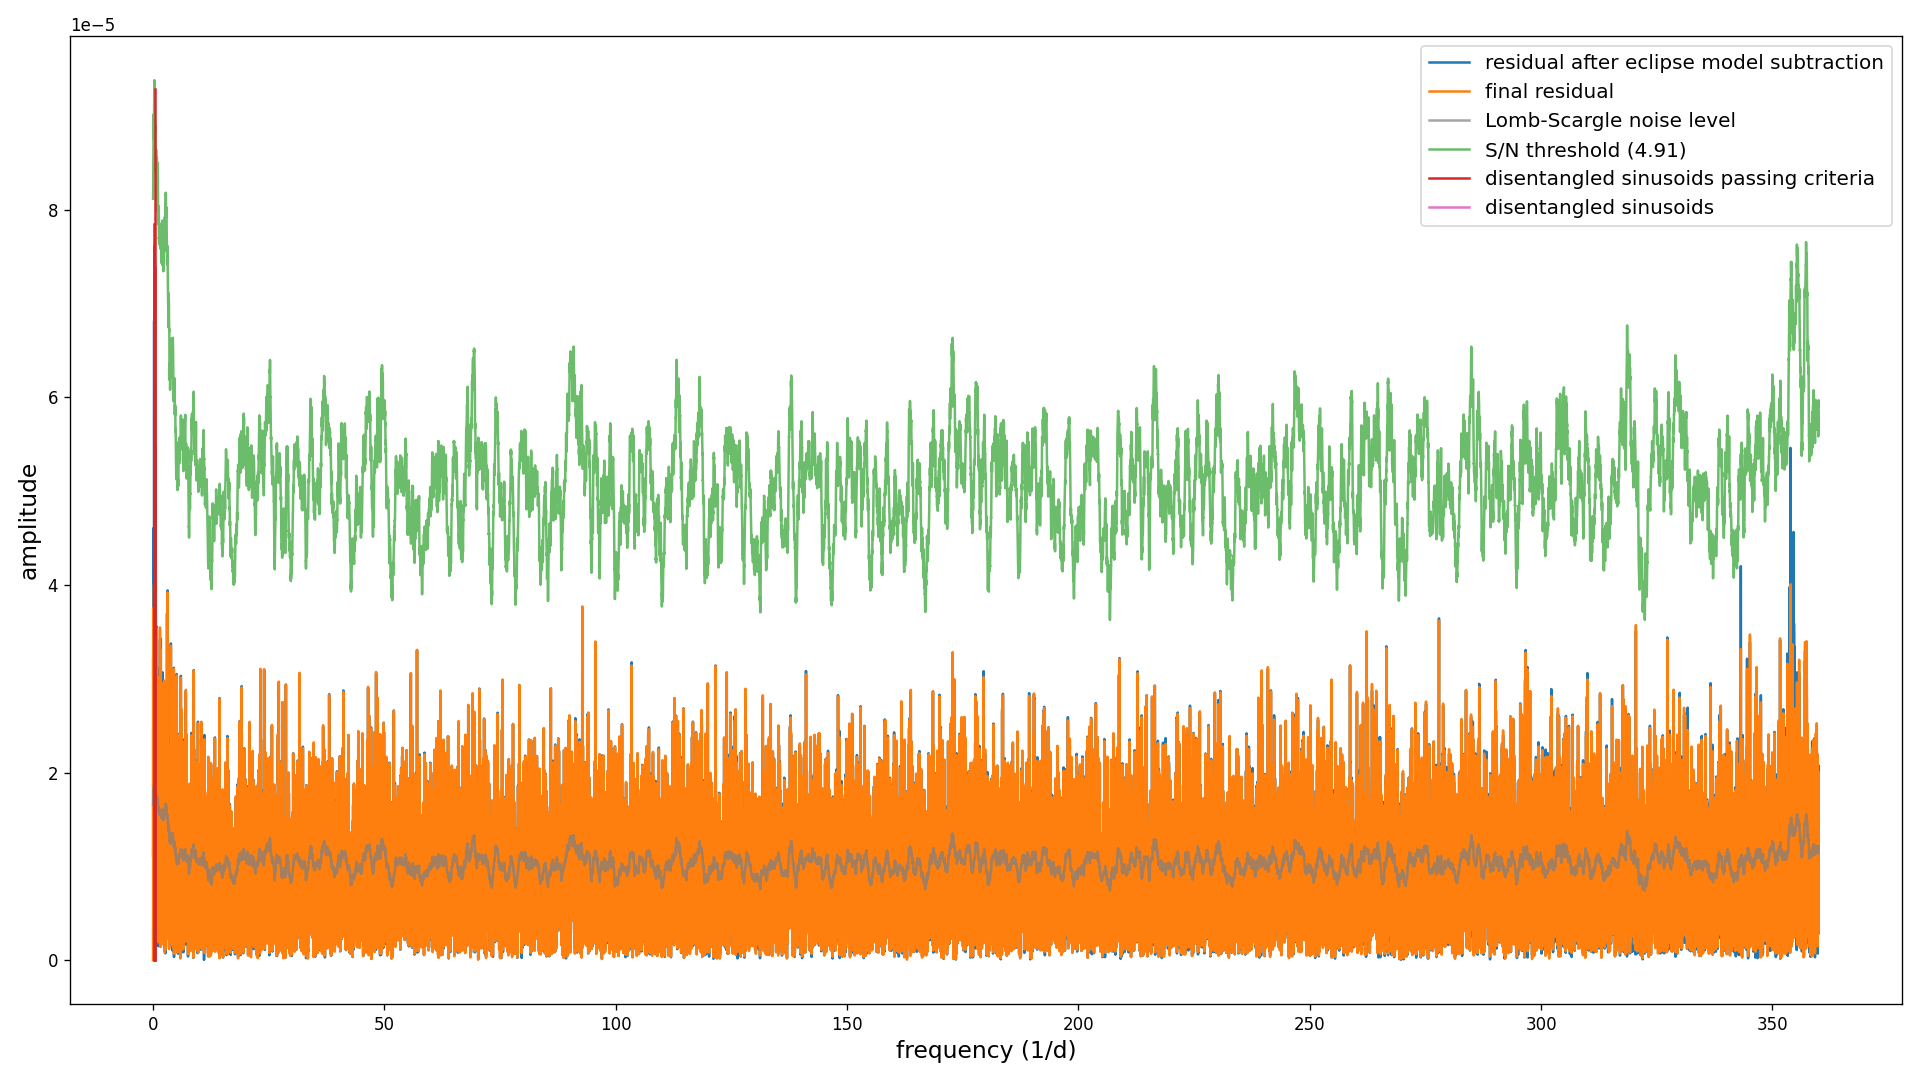 1e−5
residual after eclipse model subtraction
final residual
Lomb-Scargle noise level
S/N threshold (4.91)
disentangled sinusoids passing criteria
disentangled sinusoids
8
6
4
2
0
amplitude
0 50 100 150 200 250 300 350
frequency (1/d)